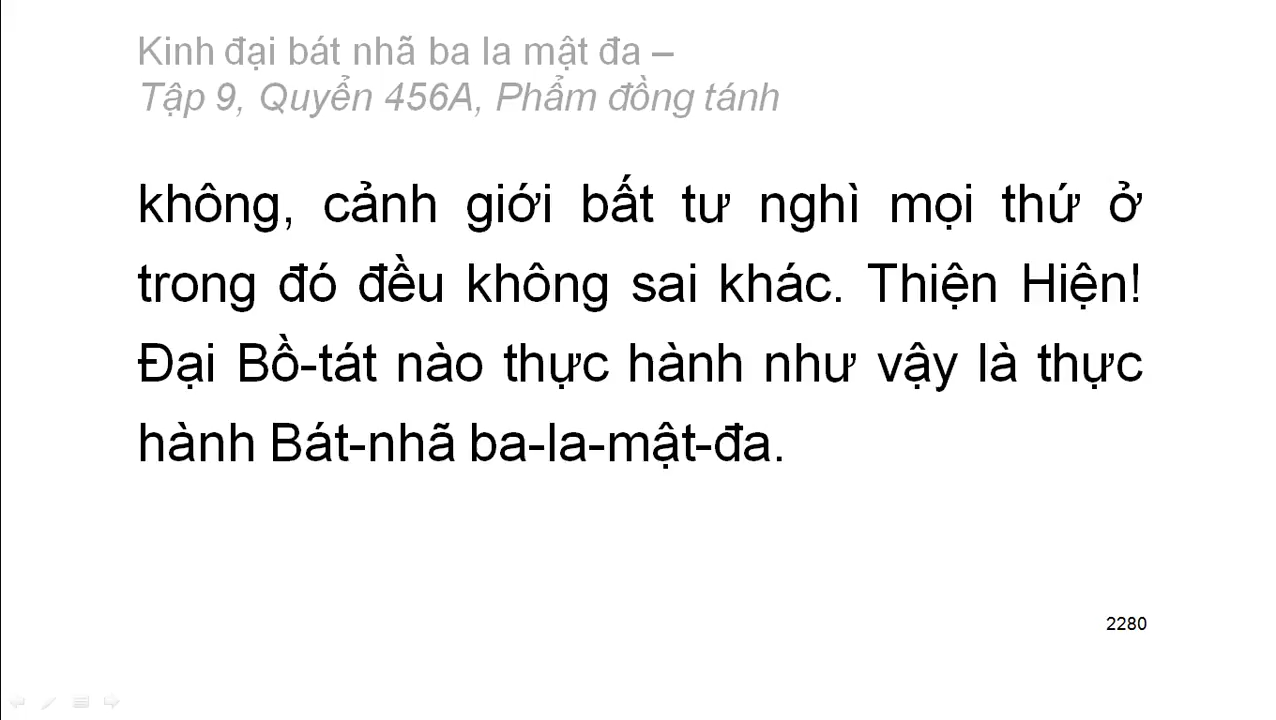 Kinh đại bát nhã ba la mật đa –
Tập 9, Quyển 456A, Phẩm đồng tánh
không, cảnh giới bất tư nghì mọi thứ ở
trong đó đều không sai khác. Thiện Hiện!
Đại Bồ-tát nào thực hành như vậy là thực
hành Bát-nhã ba-la-mật-đa.
2280